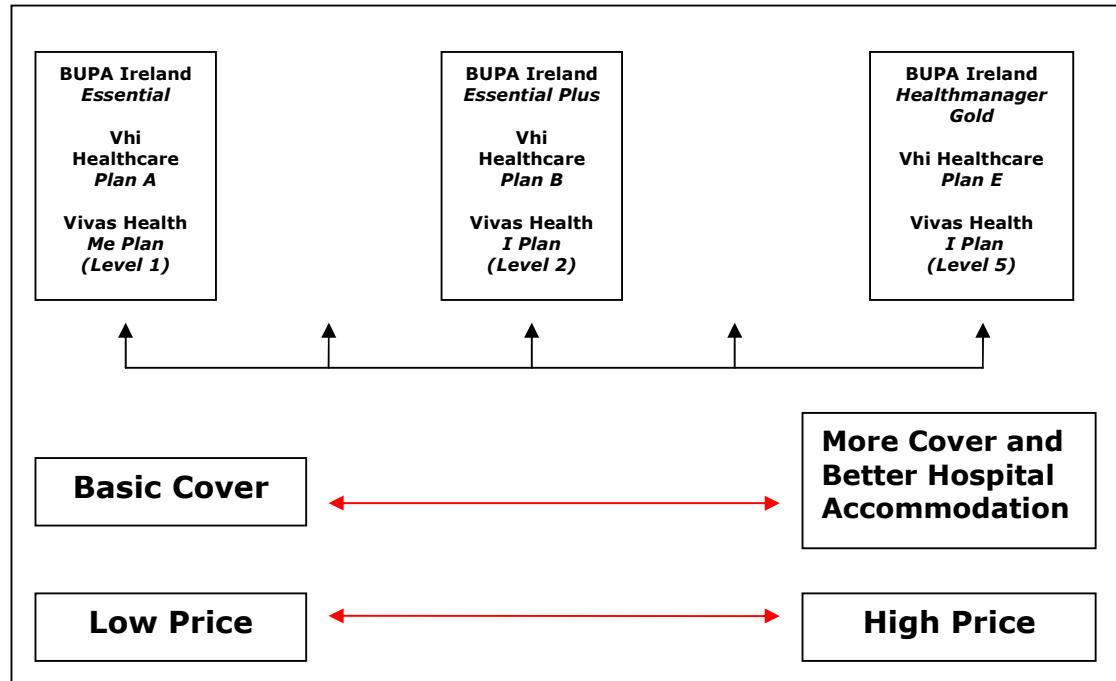 BUPA Ireland
Essential
Vhi
Healthcare
Plan A
Vivas Health
Me Plan
(Level 1)
BUPA Ireland
Essential Plus
Vhi
Healthcare
Plan B
Vivas Health
I Plan
(Level 2)
BUPA Ireland
Healthmanager
Gold
Vhi Healthcare
Plan E
Vivas Health
I Plan
(Level 5)
Basic Cover
More Cover and
Better Hospital
Accommodation
Low Price
High Price